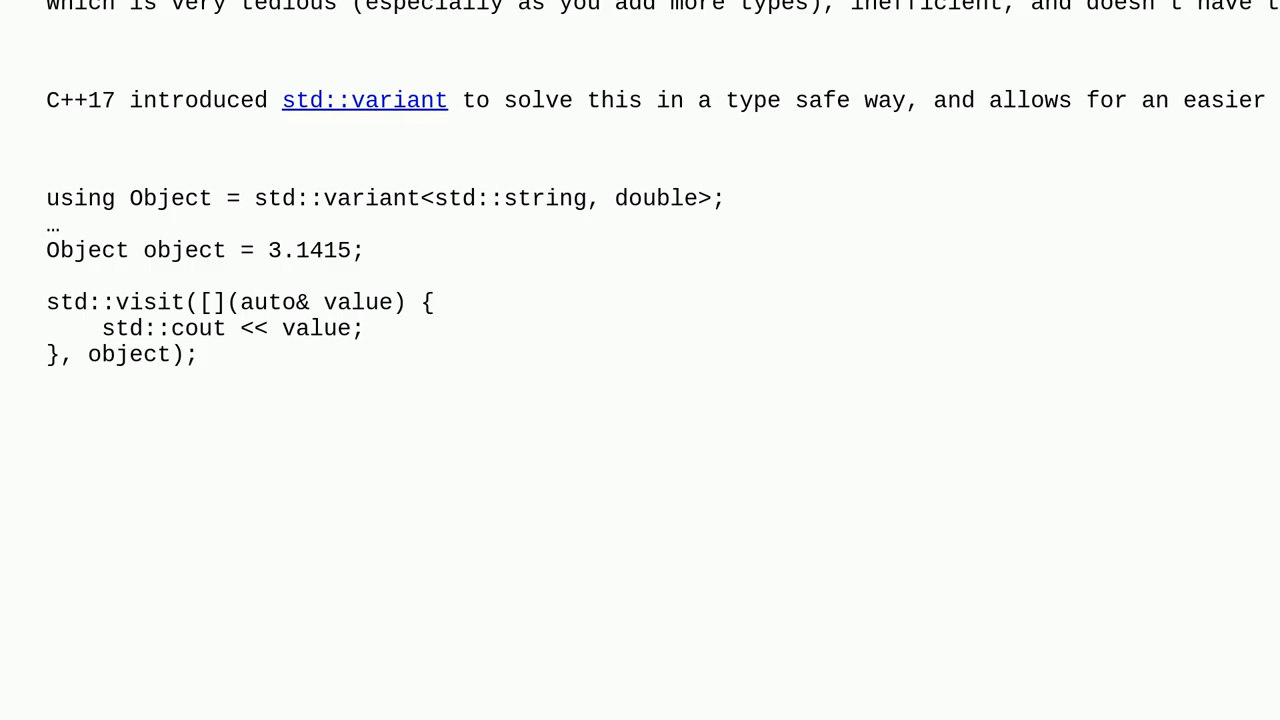 which is very tedious (especially as you add more types), inefficient, and doesn't have t
C++17 introduced std::variant to solve this in a type safe way, and allows for an easier
using Object = std::variant<std::string, double>;
…
Object object = 3.1415;
std::visit([](auto& value) {
    std::cout << value;
}, object);